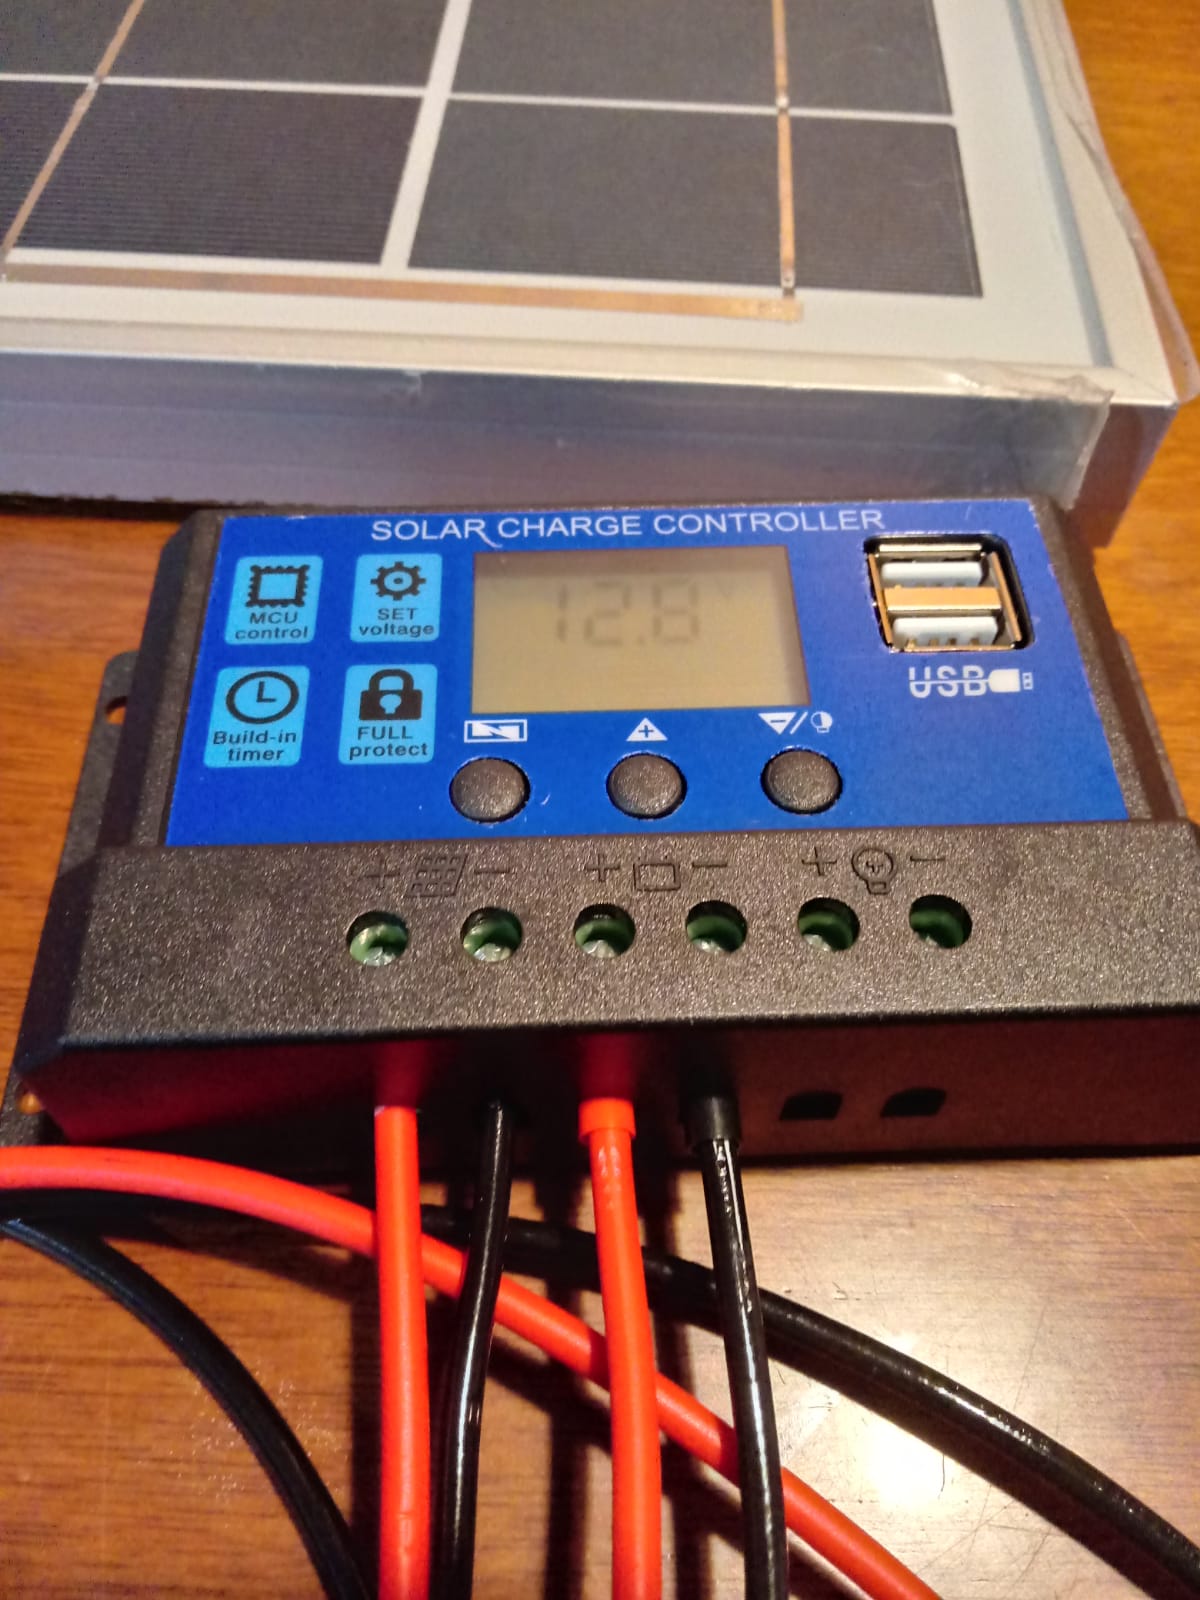 SOLAR CHARGE CONTROLLER
MCU
control
SET
voltage
12.8
Build-in
timer
FULL
protect
USB
+ -
+ -
+ -